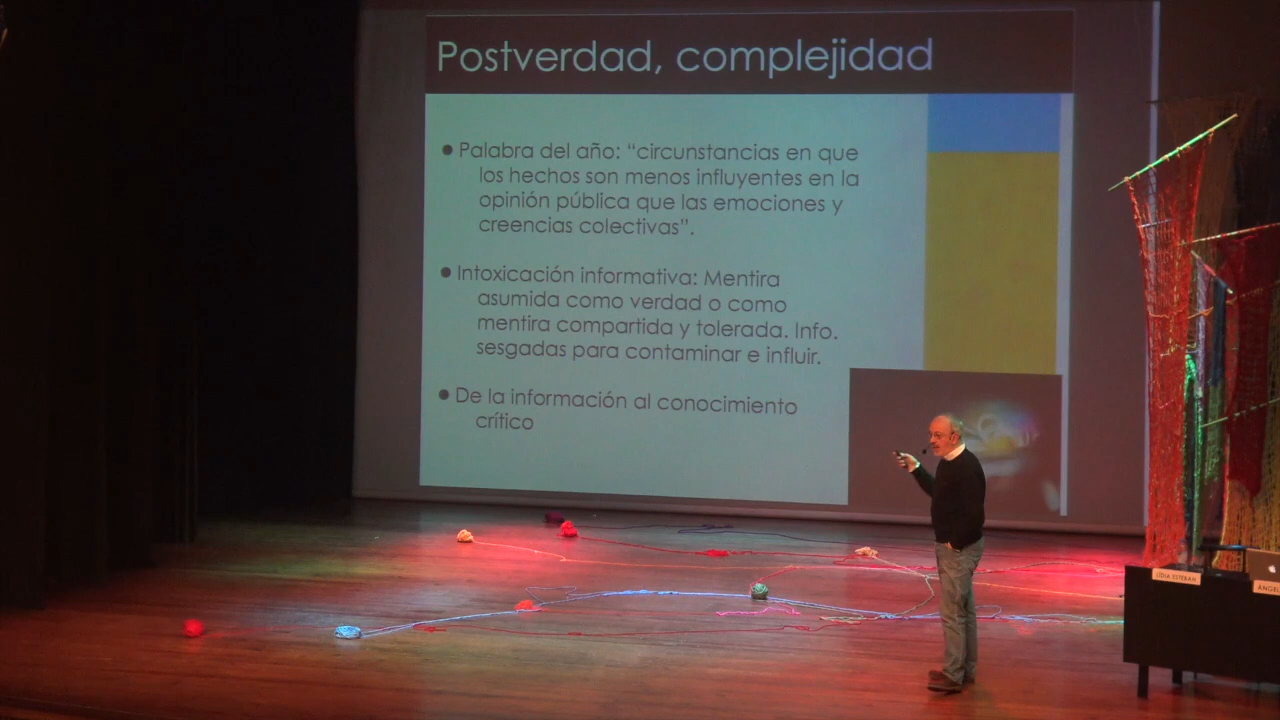 Postverdad, complejidad
● Palabra del año: “circunstancias en que
los hechos son menos influyentes en la
opinión pública que las emociones y
creencias colectivas”.
● Intoxicación informativa: Mentira
asumida como verdad o como
mentira compartida y tolerada. Info.
sesgadas para contaminar e influir.
● De la información al conocimiento
crítico
LIDIA ESTEBAN
ANGEL